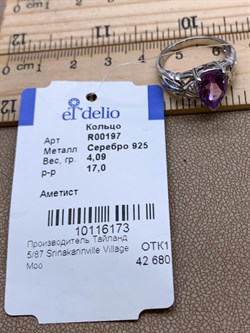 el delio
Кольцо
Арт R00197
Металл Серебро 925
Вес, гр. 4,09
р-р 17,0
Аметист
10116173
Производитель Тайланд
5/87 Srinakarinville Village
Moo
ОТК1
42 680